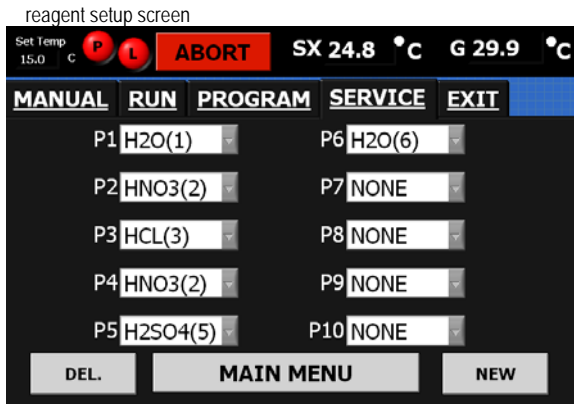 reagent setup screen
Set Temp
15.0 C P L ABORT SX 24.8 °C G 29.9 °C
MANUAL RUN PROGRAM SERVICE EXIT
P1 H2O(1) P6 H2O(6)
P2 HNO3(2) P7 NONE
P3 HCL(3) P8 NONE
P4 HNO3(2) P9 NONE
P5 H2SO4(5) P10 NONE
DEL. MAIN MENU NEW